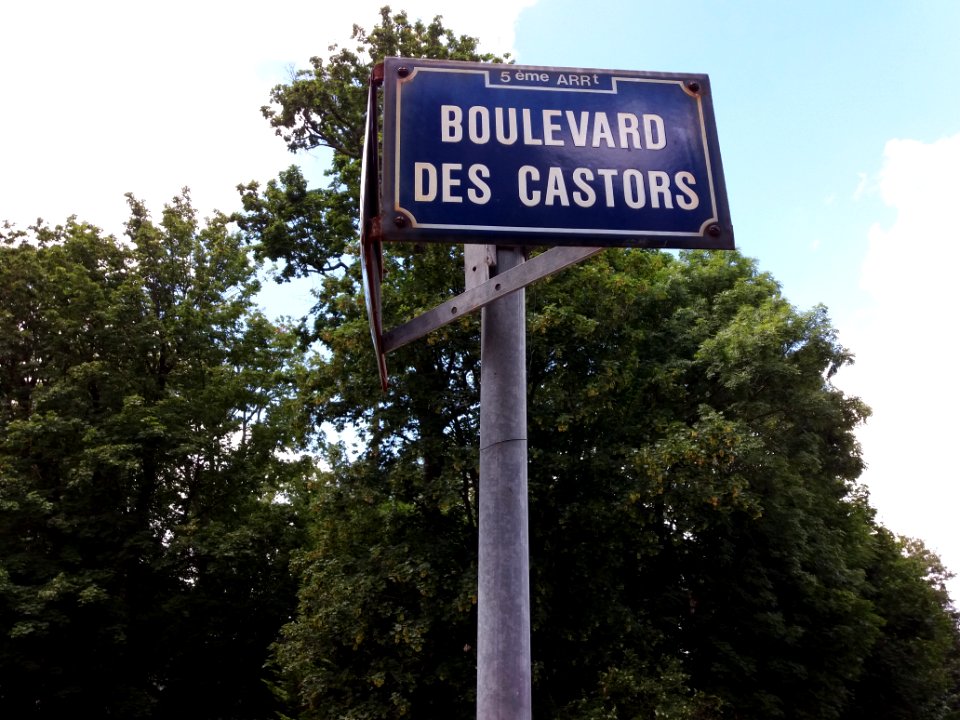 5 ème ARRt
BOULEVARD
DES CASTORS